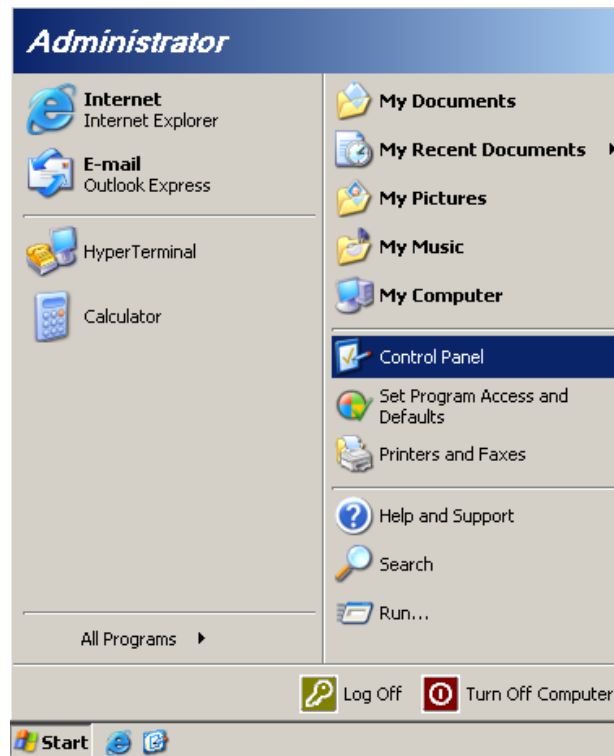 Administrator
Internet
Internet Explorer
E-mail
Outlook Express
HyperTerminal
Calculator
All Programs
My Documents
My Recent Documents
My Pictures
My Music
My Computer
Control Panel
Set Program Access and
Defaults
Printers and Faxes
Help and Support
Search
Run...
Log Off
Turn Off Computer
Start